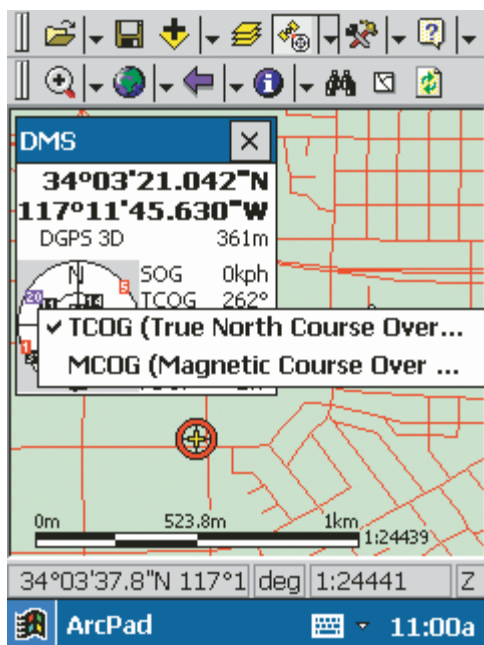 DMS
34°03'21.042"N
117°11'45.630"W
DGPS 3D 361m
N
SOG 0kph
20 5
TCOG 262°
✓ TCOG (True North Course Over...
MCOG (Magnetic Course Over ...
0m 523.8m 1km
1:24439
34°03'37.8"N 117°1 deg 1:24441 Z
ArcPad 11:00a